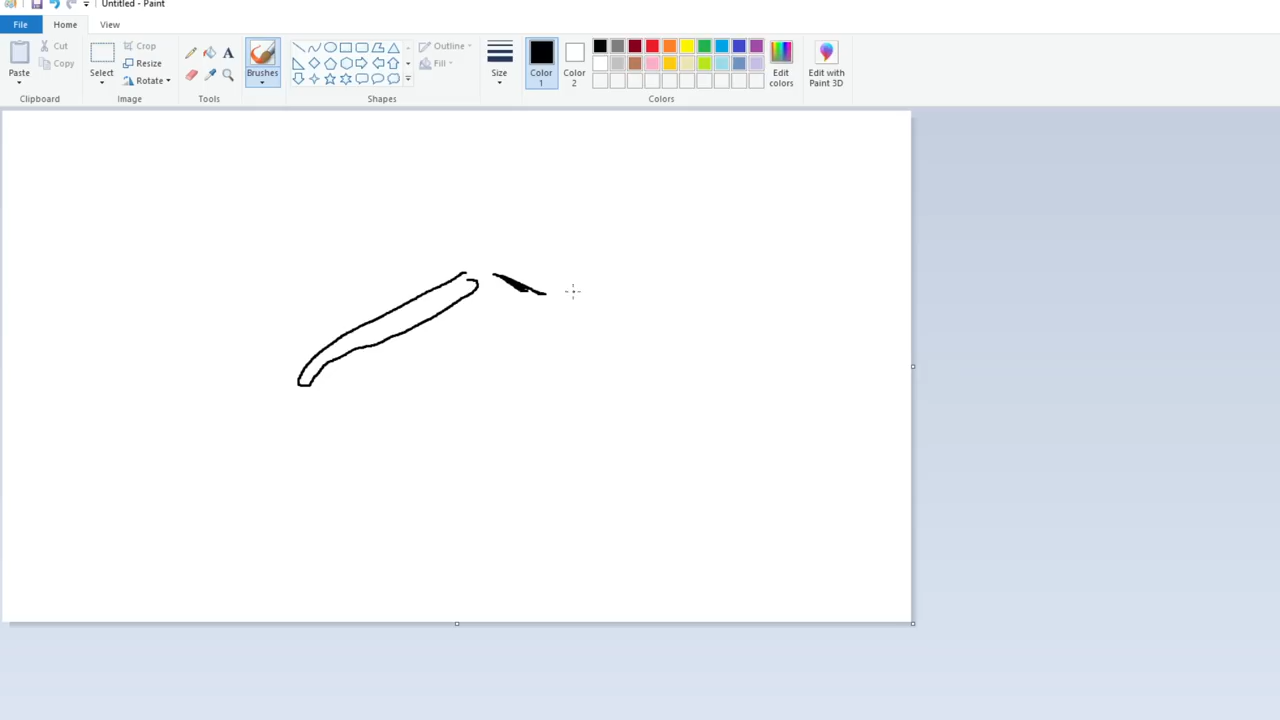 Untitled - Paint
File Home View
Paste Cut Copy Select Crop Resize Rotate Brushes Outline Fill Size Color 1 Color 2 Edit colors Edit with Paint 3D
Clipboard Image Tools Shapes Colors